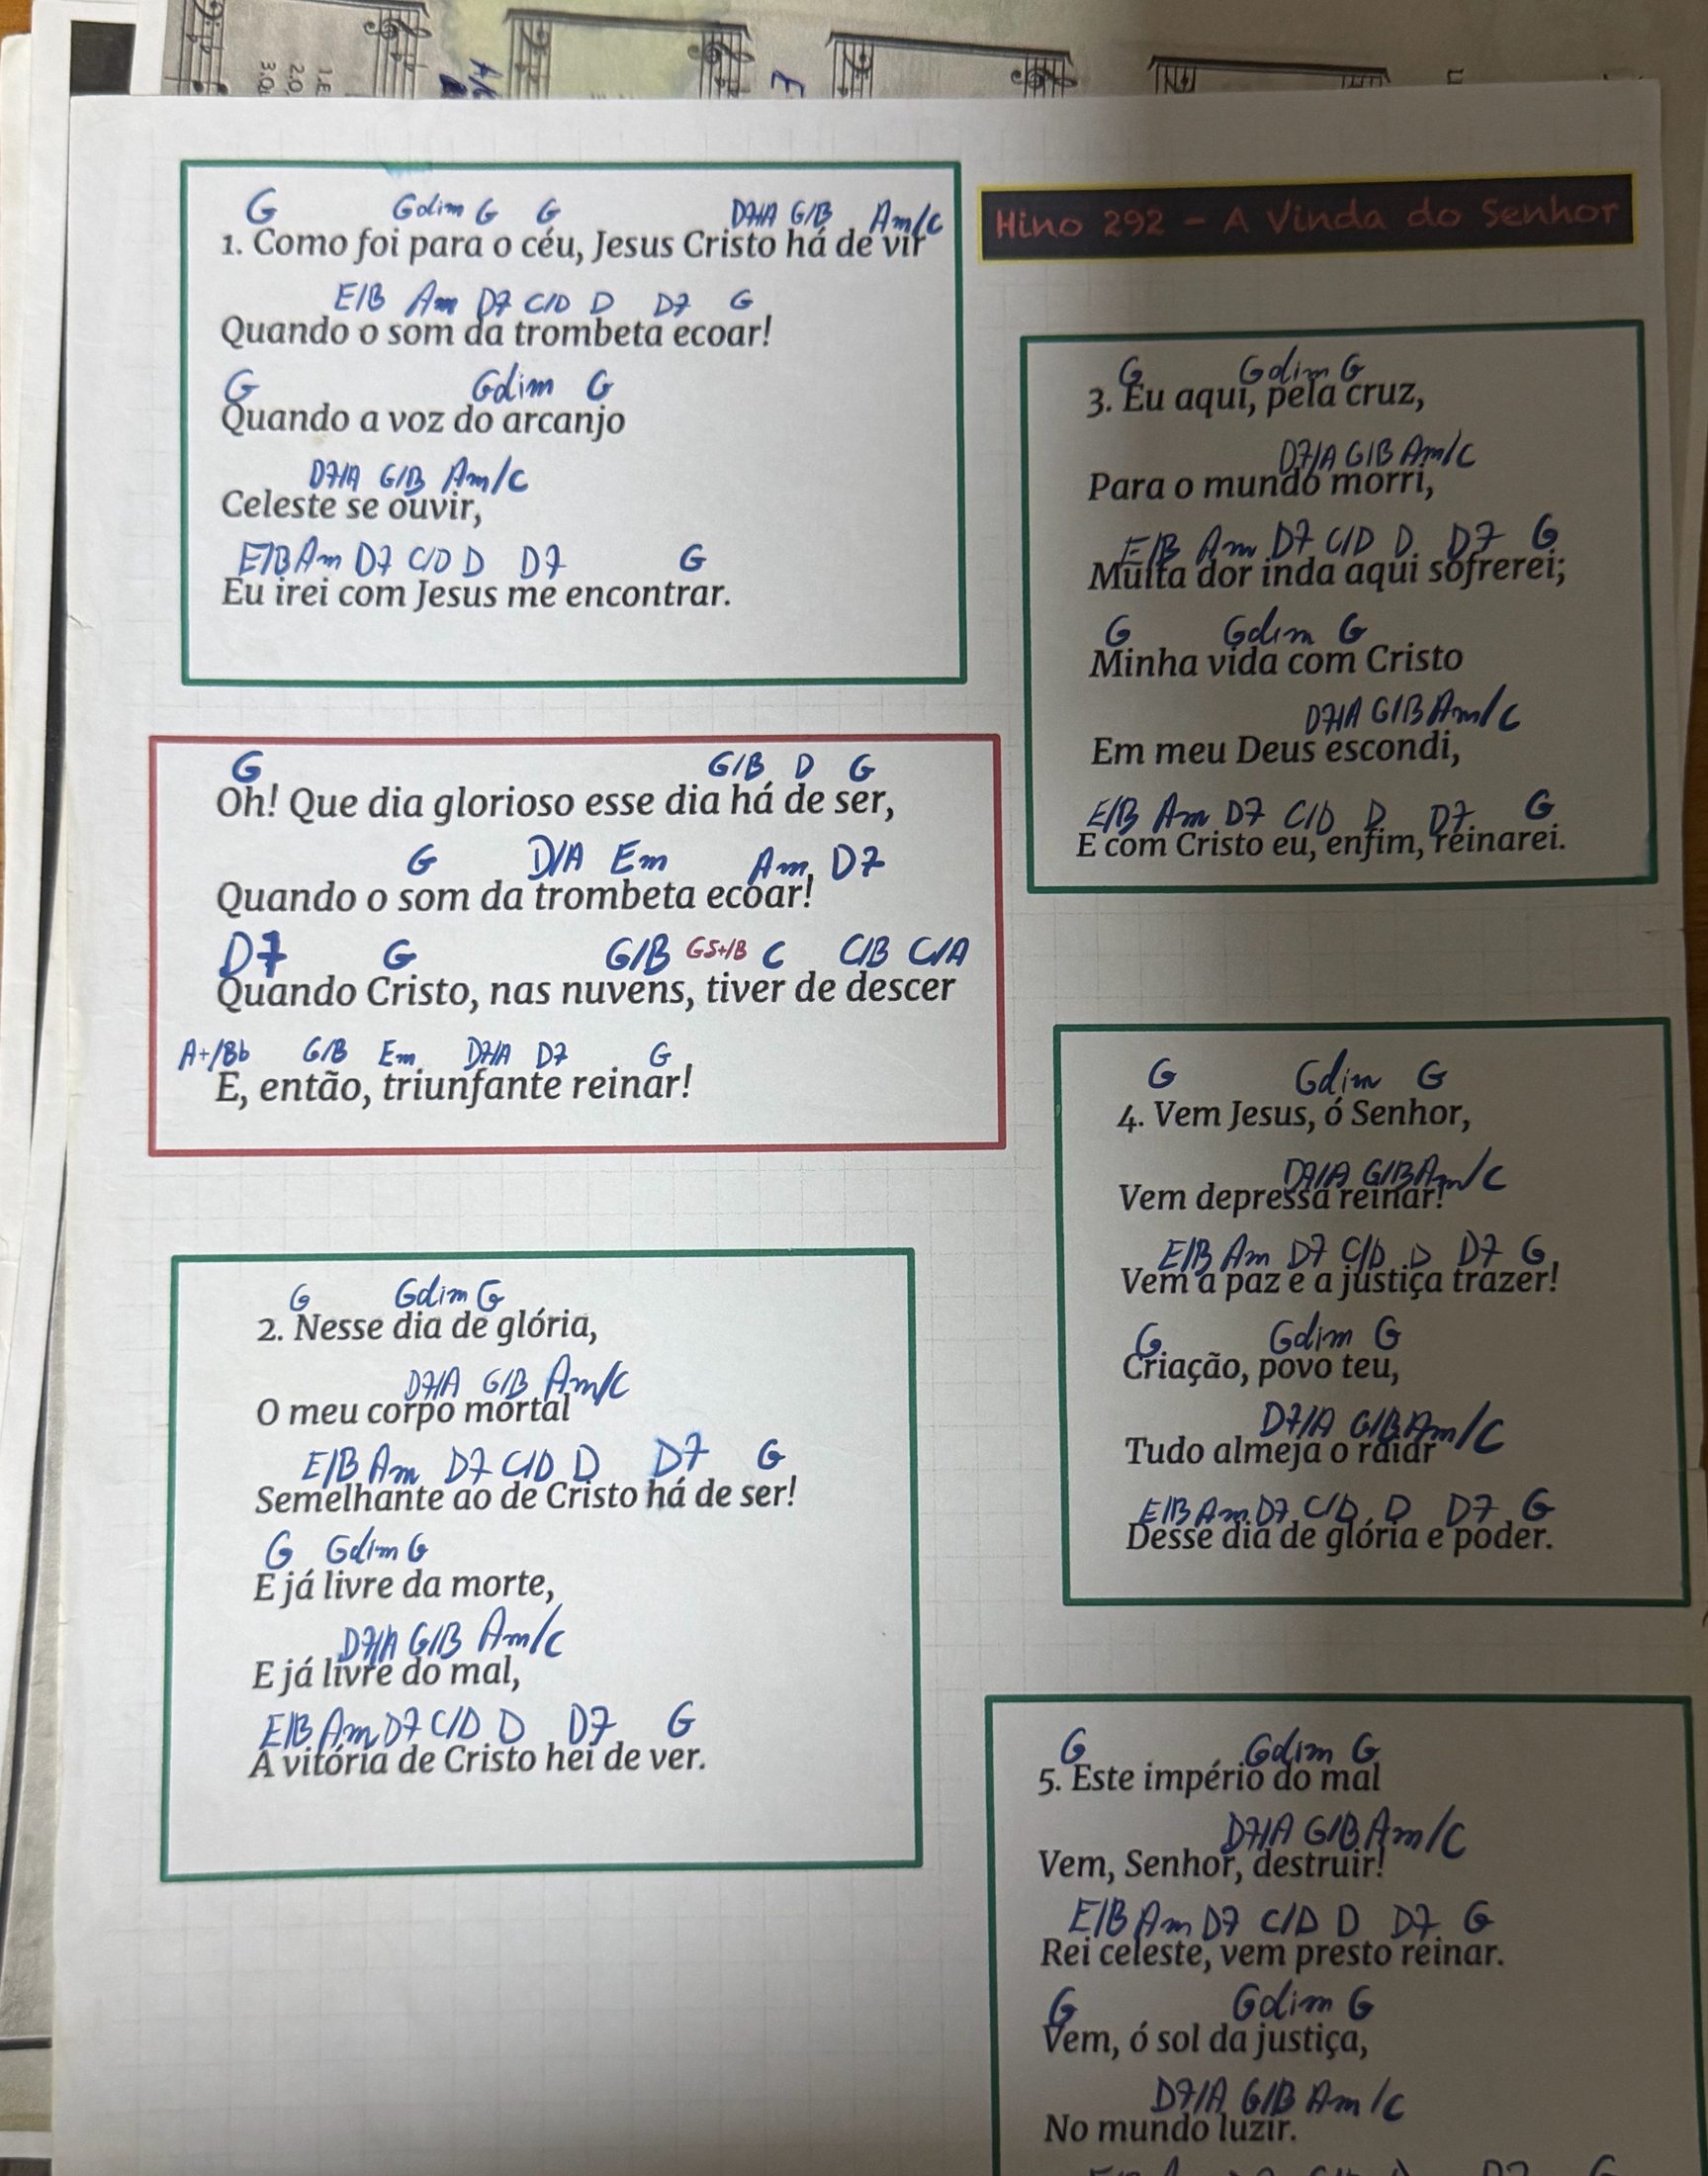 Hino 292 - A Vinda do Senhor
G Gdim G G D7/A G/B Am/C
1. Como foi para o céu, Jesus Cristo há de vir
E/B Am D7 C/D D D7 G
Quando o som da trombeta ecoar!
G Gdim G
Quando a voz do arcanjo
D7/A G/B Am/C
Celeste se ouvir,
E/B Am D7 C/D D D7 G
Eu irei com Jesus me encontrar.
G G/B D G
Oh! Que dia glorioso esse dia há de ser,
G D/A Em Am D7
Quando o som da trombeta ecoar!
D7 G G/B G5+/B C C/B C/A
Quando Cristo, nas nuvens, tiver de descer
A+/Bb G/B Em D7/A D7 G
E, então, triunfante reinar!
G Gdim G
2. Nesse dia de glória,
D7/A G/B Am/C
O meu corpo mortal
E/B Am D7 C/D D D7 G
Semelhante ao de Cristo há de ser!
G Gdim G
E já livre da morte,
D7/A G/B Am/C
E já livre do mal,
E/B Am D7 C/D D D7 G
A vitória de Cristo hei de ver.
G Gdim G
3. Eu aqui, pela cruz,
D7/A G/B Am/C
Para o mundo morri,
E/B Am D7 C/D D D7 G
Muita dor inda aqui sofrerei;
G Gdim G
Minha vida com Cristo
D7/A G/B Am/C
Em meu Deus escondi,
E/B Am D7 C/D D D7 G
E com Cristo eu, enfim, reinarei.
G Gdim G
4. Vem Jesus, ó Senhor,
D7/A G/B Am/C
Vem depressa reinar!
E/B Am D7 C/D D D7 G
Vem a paz e a justiça trazer!
G Gdim G
Criação, povo teu,
D7/A G/B Am/C
Tudo almeja o raiar
E/B Am D7 C/D D D7 G
Desse dia de glória e poder.
G Gdim G
5. Este império do mal
D7/A G/B Am/C
Vem, Senhor, destruir!
E/B Am D7 C/D D D7 G
Rei celeste, vem presto reinar.
G Gdim G
Vem, ó sol da justiça,
D7/A G/B Am/C
No mundo luzir.